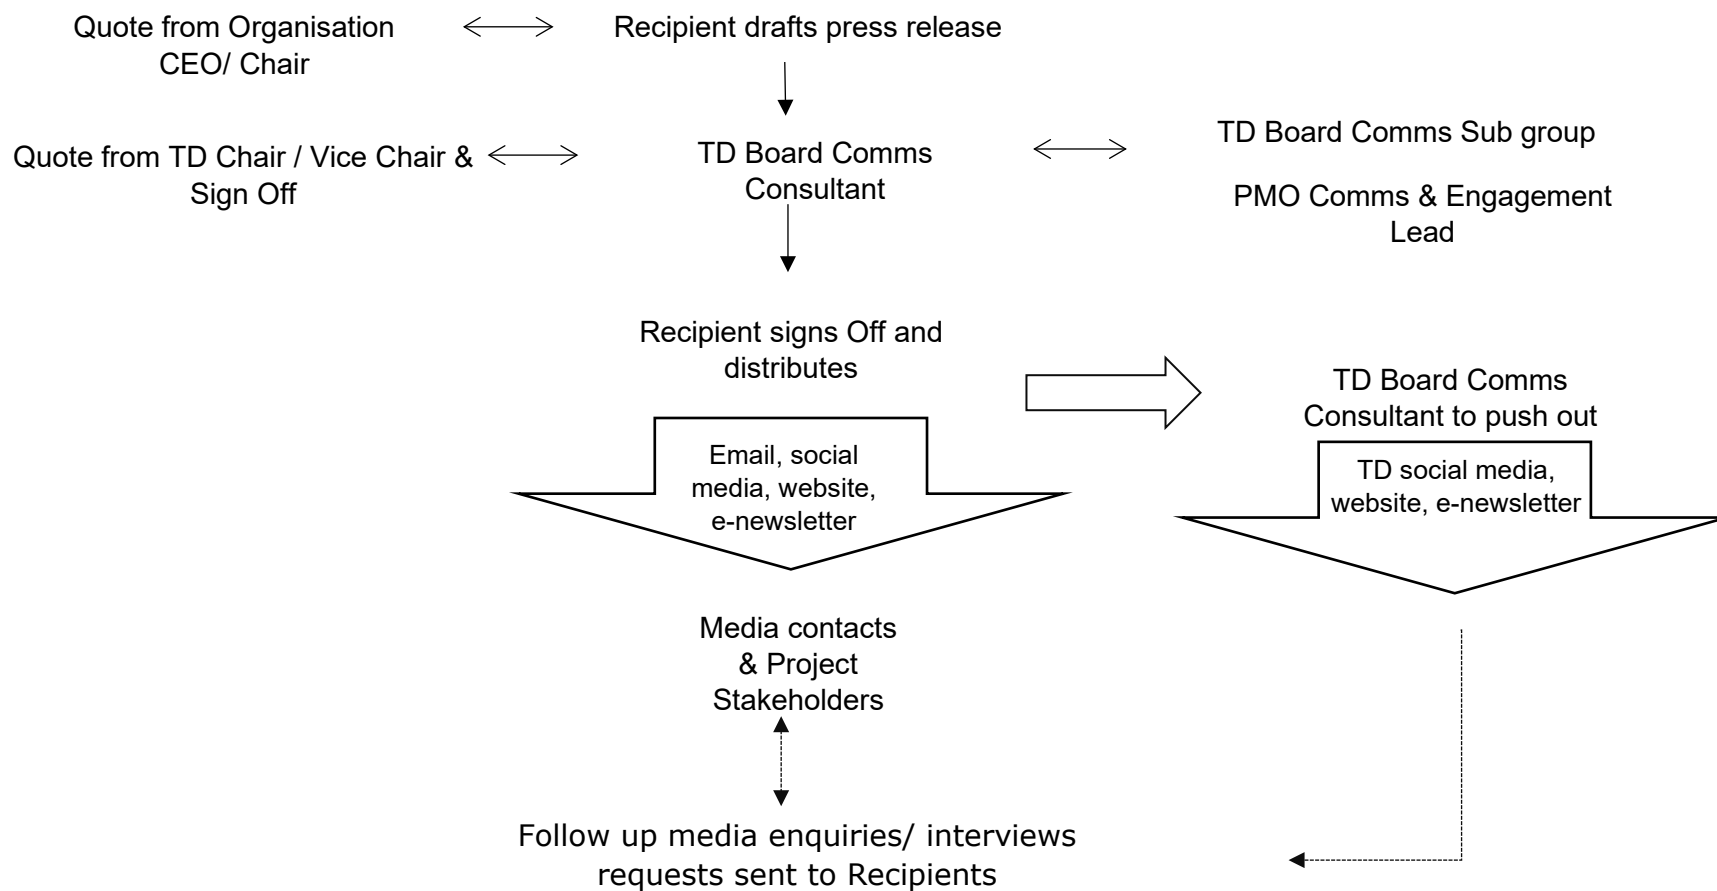 Quote from Organisation
CEO/ Chair
Recipient drafts press release
Quote from TD Chair / Vice Chair &
Sign Off
TD Board Comms
Consultant
TD Board Comms Sub group
PMO Comms & Engagement
Lead
Recipient signs Off and
distributes
TD Board Comms
Consultant to push out
Email, social
media, website,
e-newsletter
TD social media,
website, e-newsletter
Media contacts
& Project
Stakeholders
Follow up media enquiries/ interviews
requests sent to Recipients